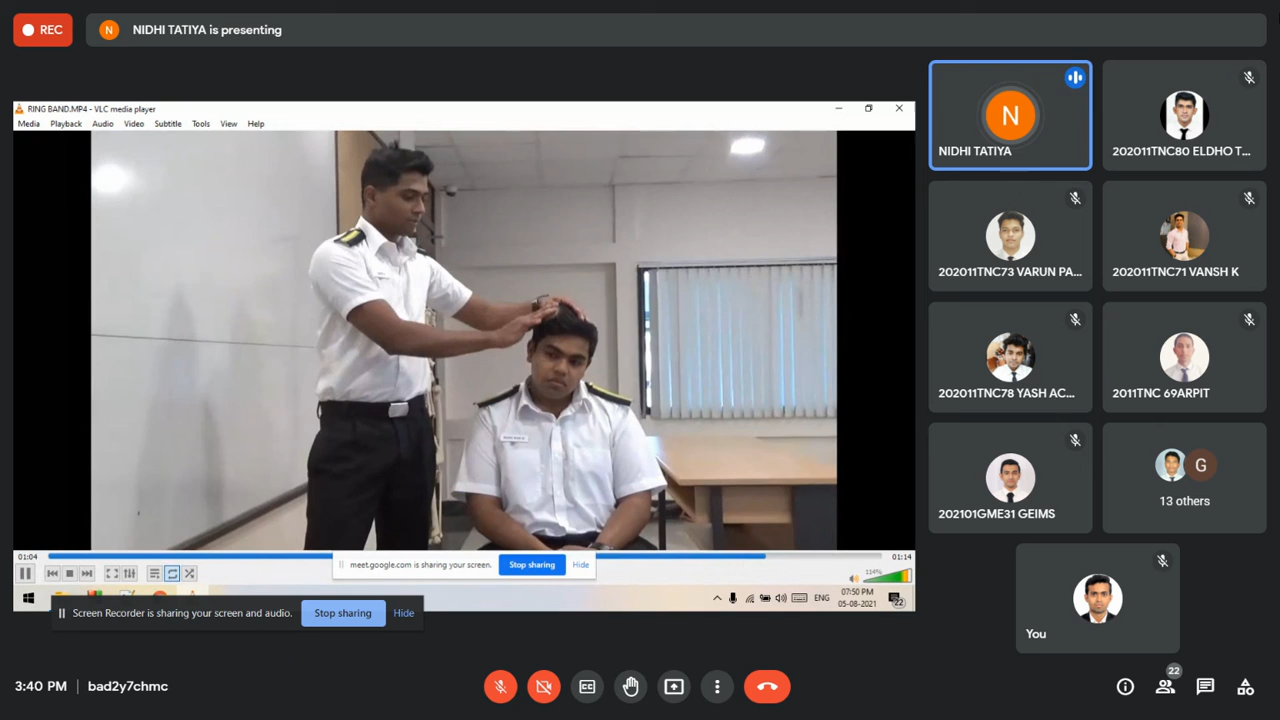 REC
N
NIDHI TATIYA is presenting
RING BAND.MP4 - VLC media player
Media Playback Audio Video Subtitle Tools View Help
N
NIDHI TATIYA
202011TNC80 ELDHO T...
202011TNC73 VARUN PA...
202011TNC71 VANSH K
202011TNC78 YASH AC...
2011TNC 69ARPIT
202101GME31 GEIMS
G
13 others
You
01:04
01:14
meet.google.com is sharing your screen.
Stop sharing
Hide
114%
ENG
07:50 PM
05-08-2021
22
Screen Recorder is sharing your screen and audio.
Stop sharing
Hide
3:40 PM
bad2y7chmc
CC
22